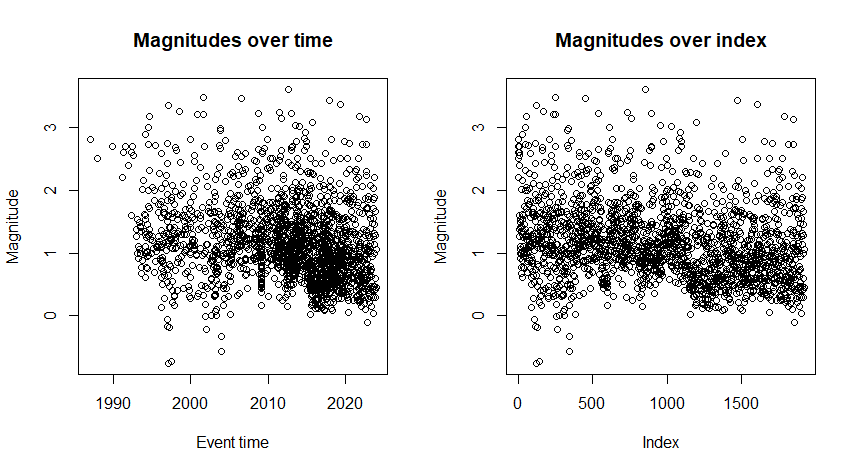 Magnitudes over time
Magnitude
3
2
1
0
1990 2000 2010 2020
Event time
Magnitudes over index
Magnitude
3
2
1
0
0 500 1000 1500
Index